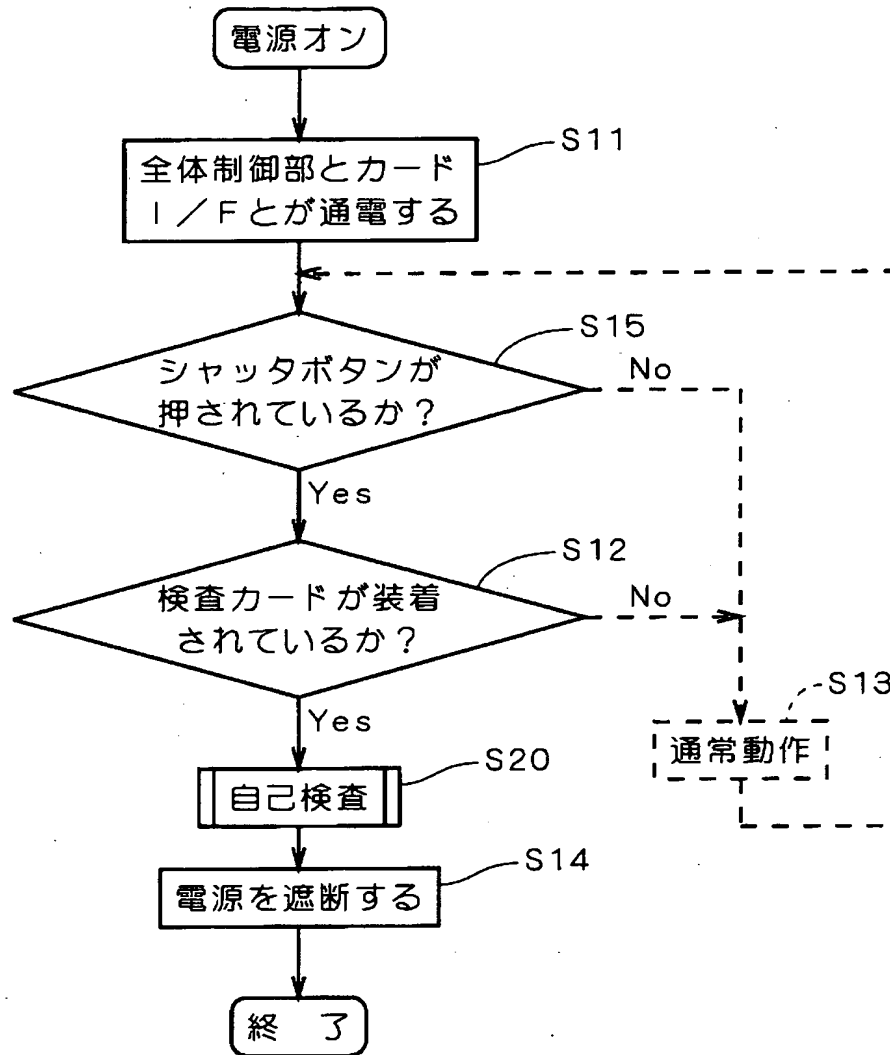 電源オン
S11
全体制御部とカード
I／Fとが通電する
S15
シャッタボタンが
押されているか？
No
Yes
S12
検査カードが装着
されているか？
No
Yes
S13
通常動作
S20
自己検査
S14
電源を遮断する
終 了